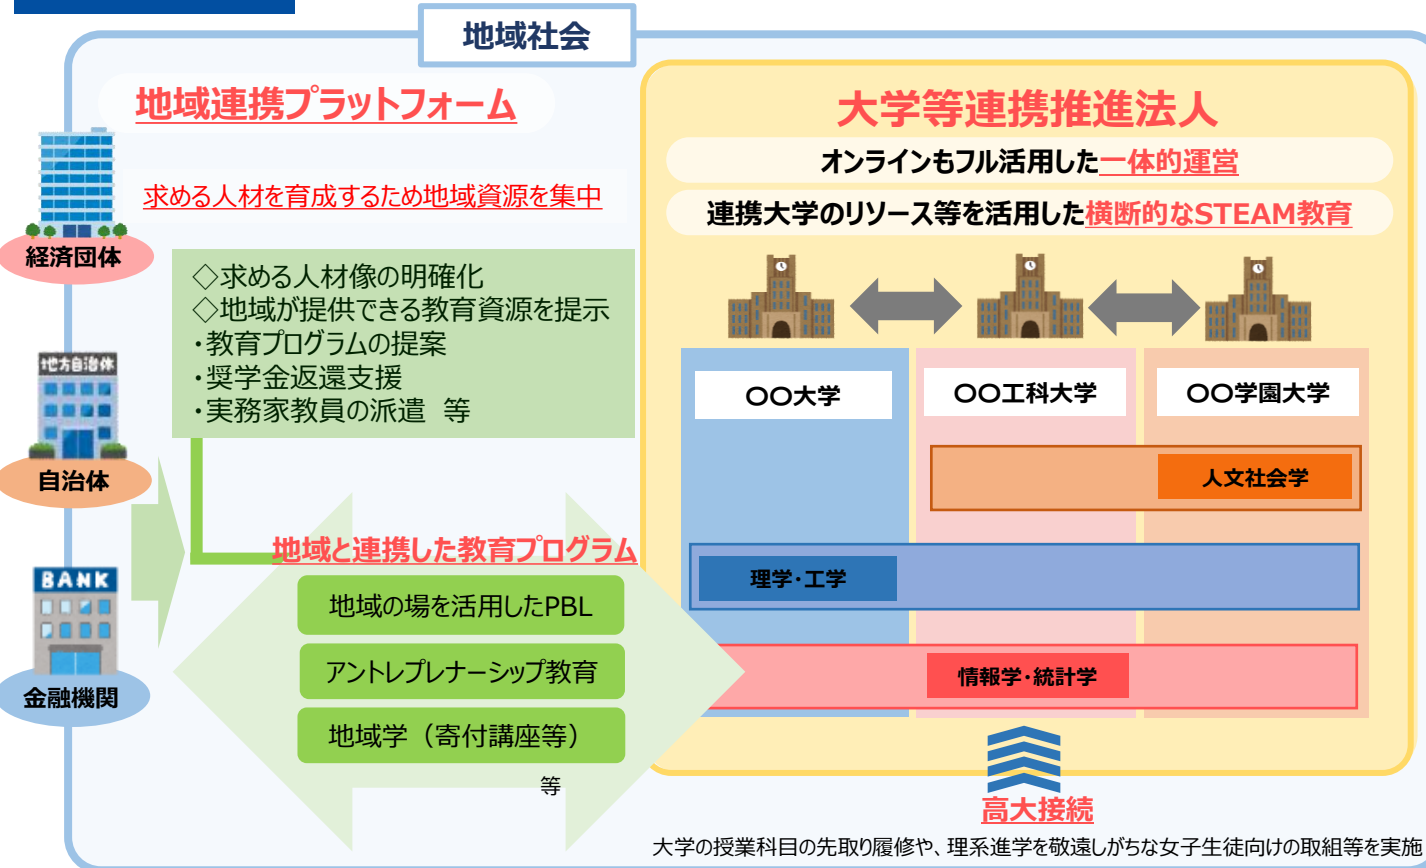 地域社会
地域連携プラットフォーム
求める人材を育成するため地域資源を集中
経済団体
◇求める人材像の明確化
◇地域が提供できる教育資源を提示
・教育プログラムの提案
・奨学金返還支援
・実務家教員の派遣 等
地方自治体
自治体
BANK
金融機関
地域と連携した教育プログラム
地域の場を活用したPBL
アントレプレナーシップ教育
地域学（寄付講座等）
等
大学等連携推進法人
オンラインもフル活用した一体的運営
連携大学のリソース等を活用した横断的なSTEAM教育
〇〇大学
〇〇工科大学
〇〇学園大学
人文社会学
理学・工学
情報学・統計学
高大接続
大学の授業科目の先取り履修や、理系進学を敬遠しがちな女子生徒向けの取組等を実施